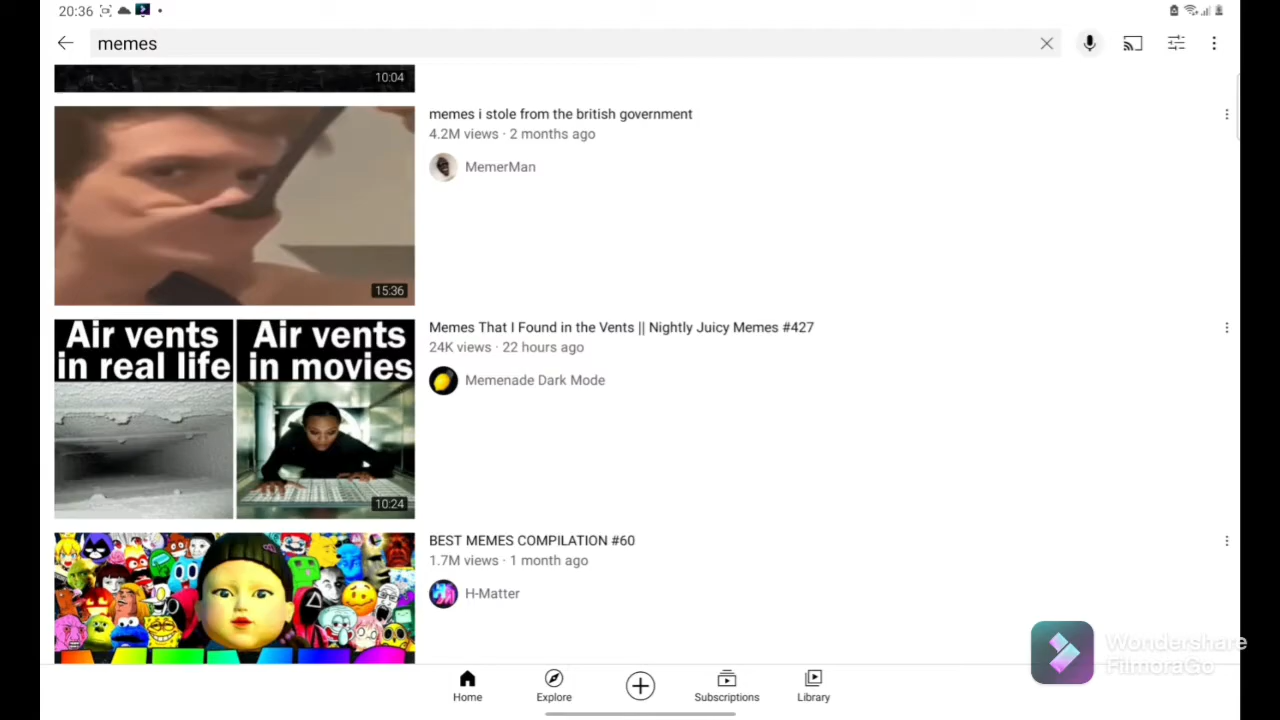 20:36
memes
10:04
memes i stole from the british government
4.2M views · 2 months ago
MemerMan
15:36
Air vents in real life
Air vents in movies
Memes That I Found in the Vents || Nightly Juicy Memes #427
24K views · 22 hours ago
Memenade Dark Mode
10:24
BEST MEMES COMPILATION #60
1.7M views · 1 month ago
H-Matter
Wondershare
FilmoraGo
Home
Explore
Subscriptions
Library